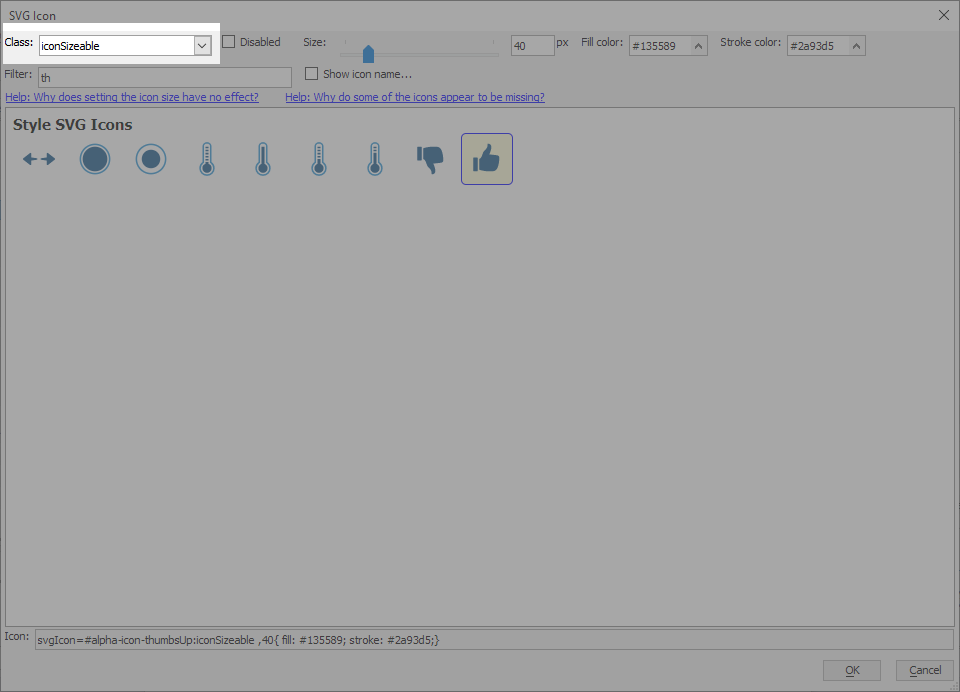 SVG Icon
Class: iconSizeable Disabled Size: 40 px Fill color: #135589 Stroke color: #2a93d5
Filter: th Show icon name...
Help: Why does setting the icon size have no effect? Help: Why do some of the icons appear to be missing?
Style SVG Icons
Icon: svgIcon=#alpha-icon-thumbsUp:iconSizeable ,40{ fill: #135589; stroke: #2a93d5;}
OK Cancel